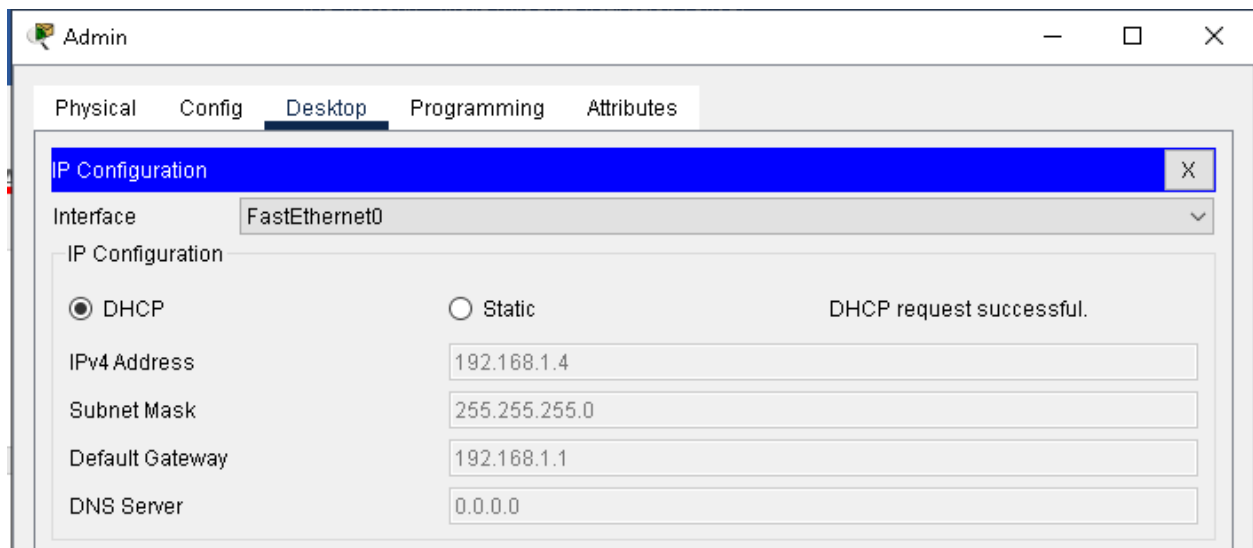 Admin
Physical Config Desktop Programming Attributes
IP Configuration X
Interface FastEthernet0
IP Configuration
DHCP Static DHCP request successful.
IPv4 Address 192.168.1.4
Subnet Mask 255.255.255.0
Default Gateway 192.168.1.1
DNS Server 0.0.0.0